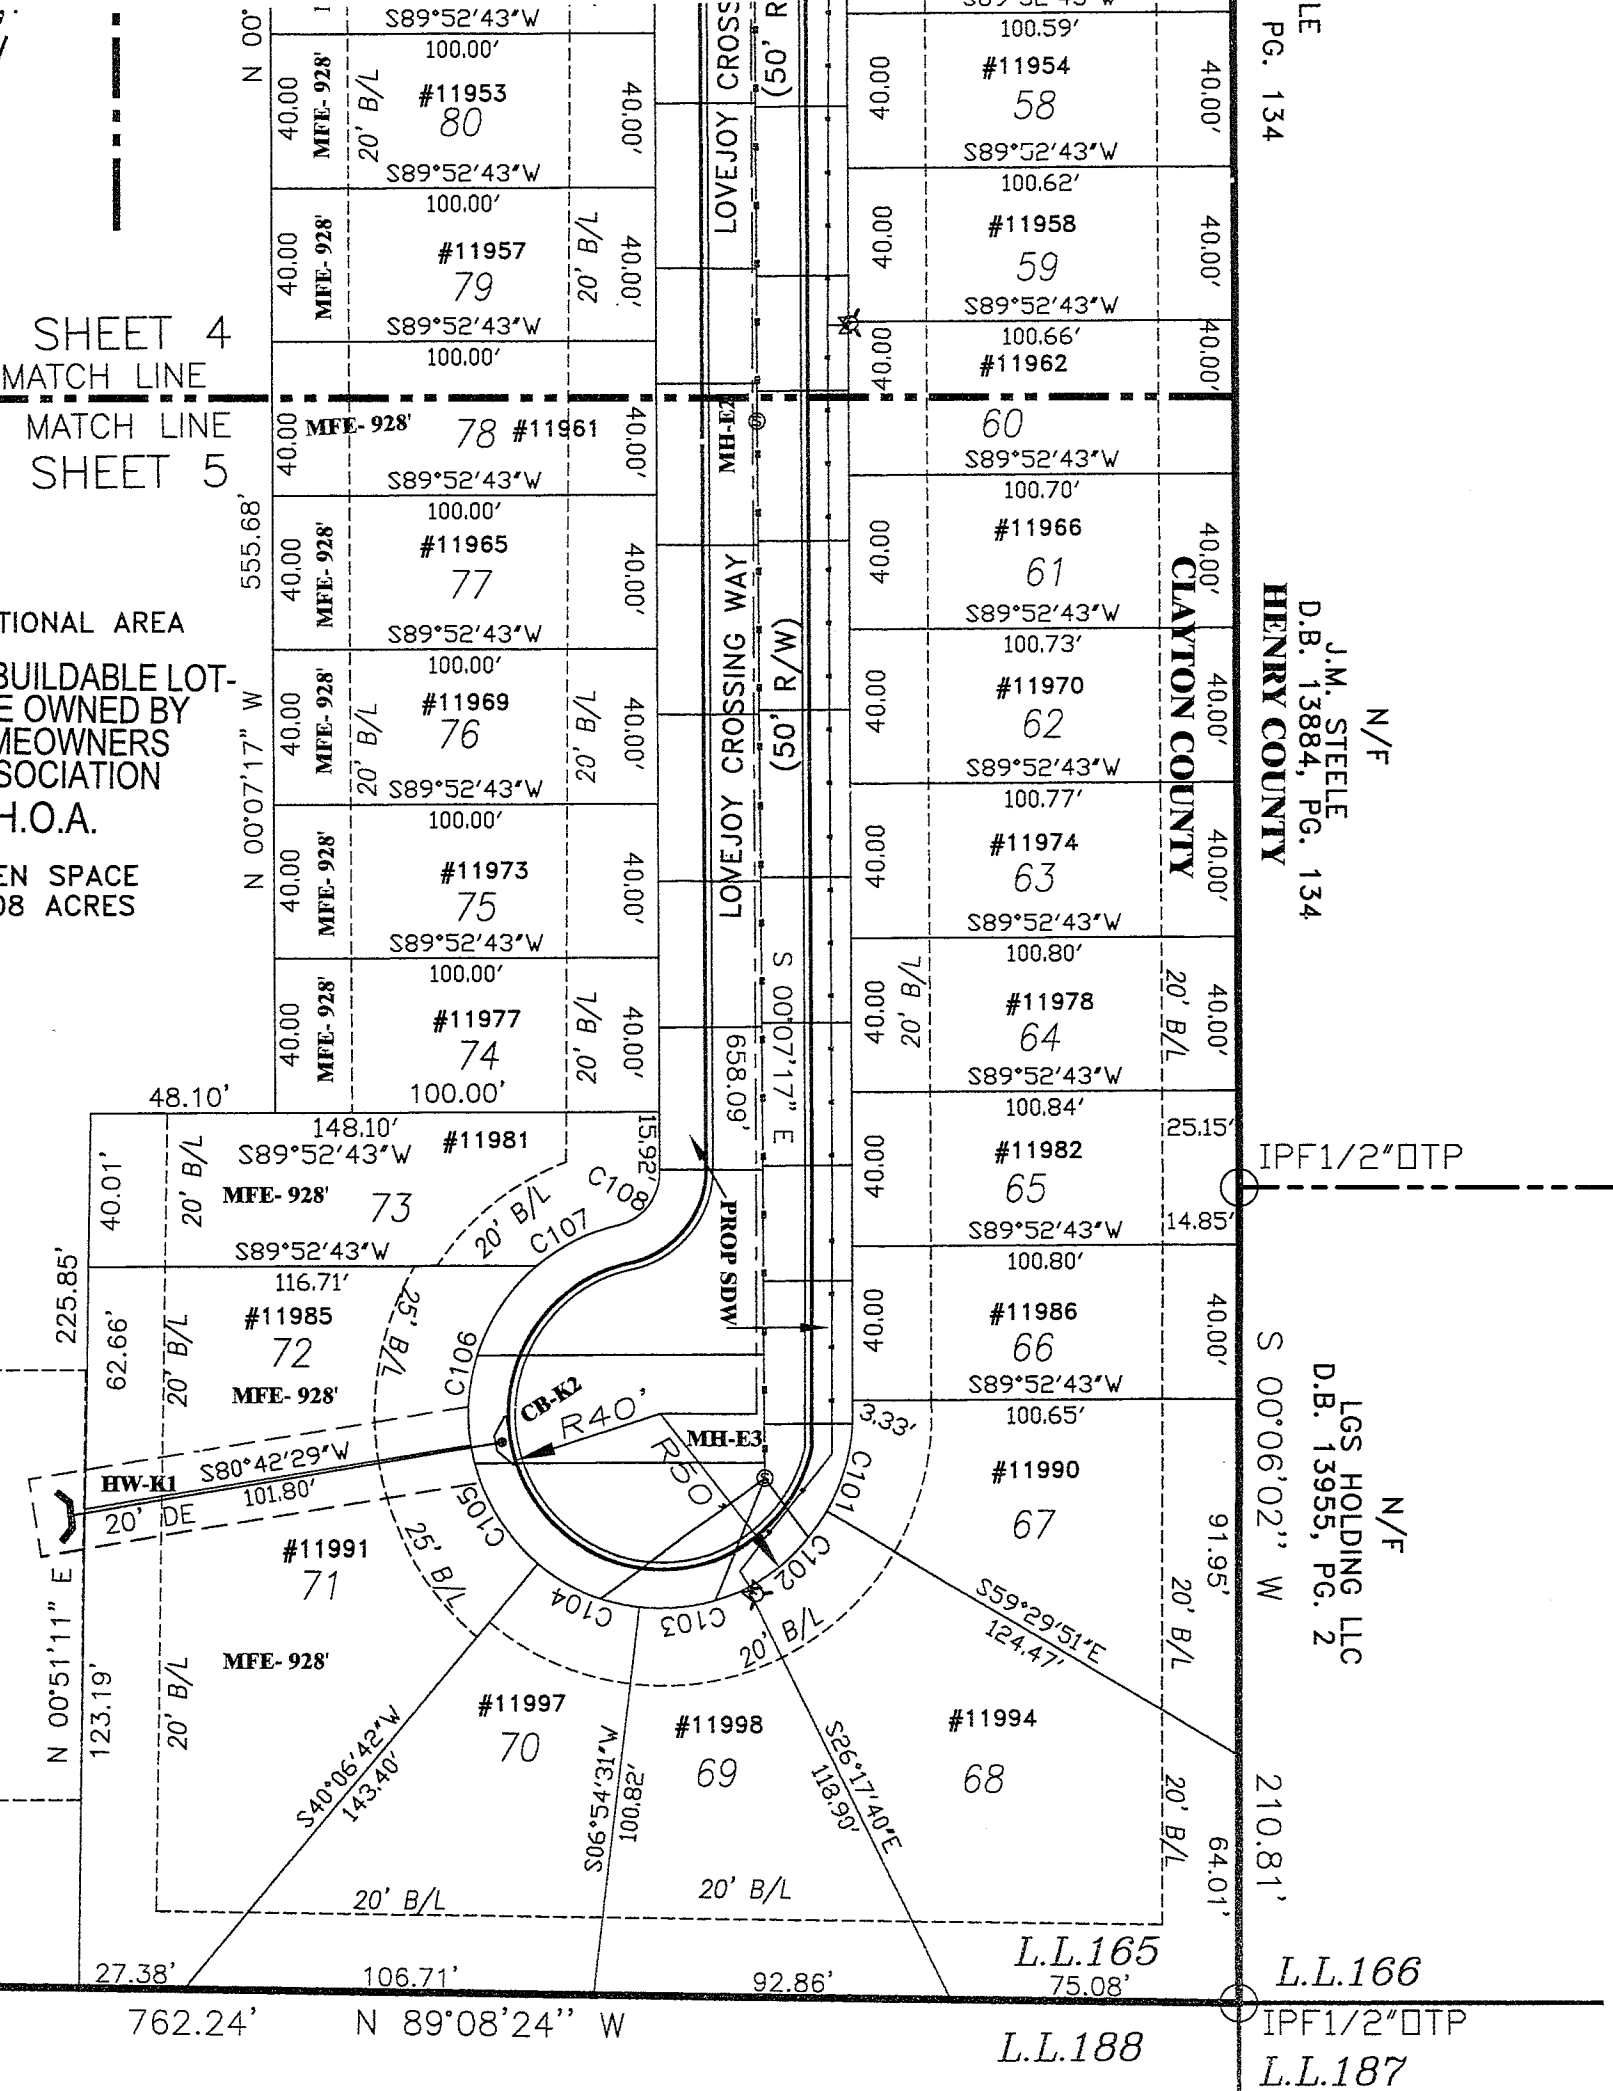 LE
PG. 134
N 00°
S89°52'43"W
100.00'
40.00
MFE- 928'
20' B/L
#11953
80
40.00'
S89°52'43"W
100.00'
40.00
MFE- 928'
#11957
79
20' B/L
40.00'
S89°52'43"W
100.00'
SHEET 4
MATCH LINE
MATCH LINE
SHEET 5
40.00
MFE- 928'
78 #11961
40.00'
S89°52'43"W
100.00'
555.68'
N 00°07'17" W
40.00
MFE- 928'
#11965
77
40.00'
S89°52'43"W
100.00'
TIONAL AREA
BUILDABLE LOT-
E OWNED BY
MEOWNERS
SOCIATION
H.O.A.
EN SPACE
08 ACRES
40.00
MFE- 928'
20' B/L
#11969
76
20' B/L
40.00'
S89°52'43"W
100.00'
40.00
MFE- 928'
#11973
75
40.00'
S89°52'43"W
100.00'
40.00
MFE- 928'
#11977
74
20' B/L
40.00'
100.00'
LOVEJOY CROSS
(50' R
MH-E2
LOVEJOY CROSSING WAY
(50' R/W)
S 00°07'17" E
658.09'
PROP SDW
100.59'
40.00
#11954
58
40.00'
S89°52'43"W
100.62'
40.00
#11958
59
40.00'
S89°52'43"W
100.66'
40.00
#11962
60
40.00'
S89°52'43"W
100.70'
40.00
#11966
61
40.00'
S89°52'43"W
100.73'
40.00
#11970
62
40.00'
S89°52'43"W
100.77'
40.00
#11974
63
40.00'
S89°52'43"W
100.80'
40.00
20' B/L
#11978
64
20' B/L
40.00'
S89°52'43"W
100.84'
25.15'
40.00
#11982
65
14.85'
S89°52'43"W
100.80'
40.00
#11986
66
40.00'
S89°52'43"W
100.65'
3.33'
#11990
67
91.95'
20' B/L
CLAYTON COUNTY
HENRY COUNTY
N/F
J.M. STEELE
D.B. 13884, PG. 134
IPF1/2"□TP
N/F
LGS HOLDING LLC
D.B. 13955, PG. 2
S 00°06'02" W
210.81'
48.10'
148.10'
S89°52'43"W
#11981
15.92'
40.01'
20' B/L
MFE- 928'
73
20' B/L
C108
C107
S89°52'43"W
116.71'
225.85'
62.66'
20' B/L
#11985
72
25' B/L
C106
MFE- 928'
CB-K2
R40'
R50'
MH-E3
HW-K1
S80°42'29"W
101.80'
20' DE
C105
25' B/L
#11991
71
MFE- 928'
N 00°51'11" E
123.19'
20' B/L
C104
C103
C102
C101
20' B/L
S59°29'51"E
124.47'
S40°06'42"W
143.40'
#11997
70
S06°54'31"W
100.82'
#11998
69
S26°17'40"E
118.90'
#11994
68
20' B/L
64.01'
20' B/L
20' B/L
27.38'
106.71'
92.86'
75.08'
L.L.165
L.L.166
762.24'
N 89°08'24" W
IPF1/2"□TP
L.L.188
L.L.187